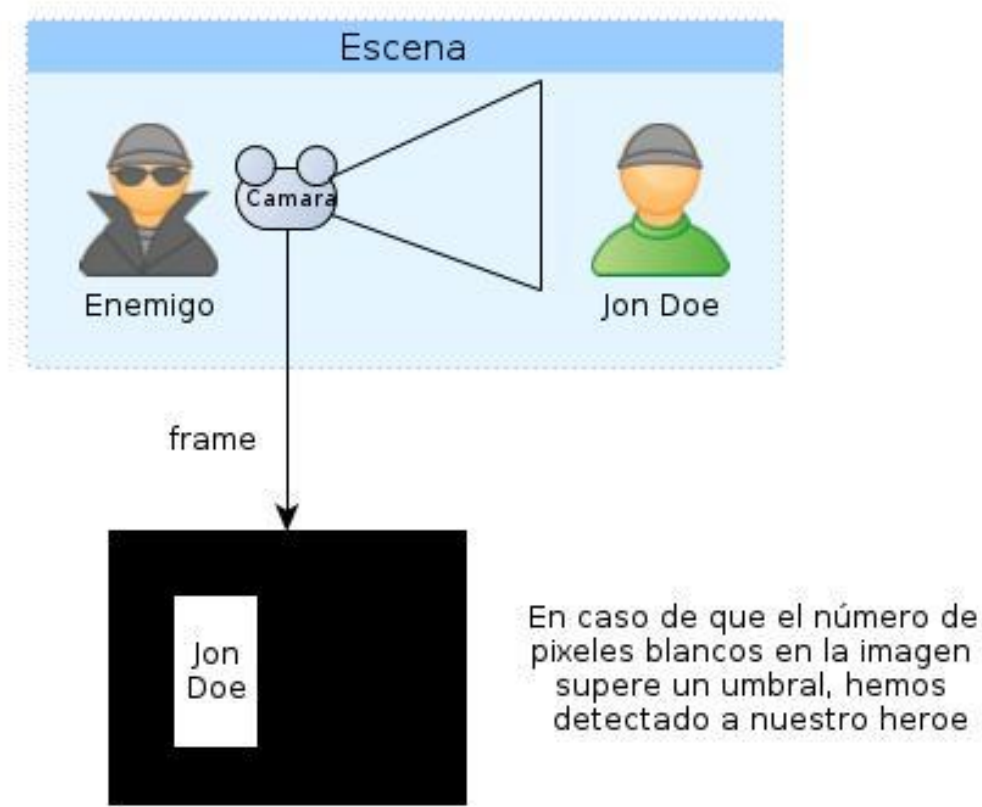 Escena
Camara
Enemigo
Jon Doe
frame
Jon
Doe
En caso de que el número de
pixeles blancos en la imagen
supere un umbral, hemos
detectado a nuestro heroe